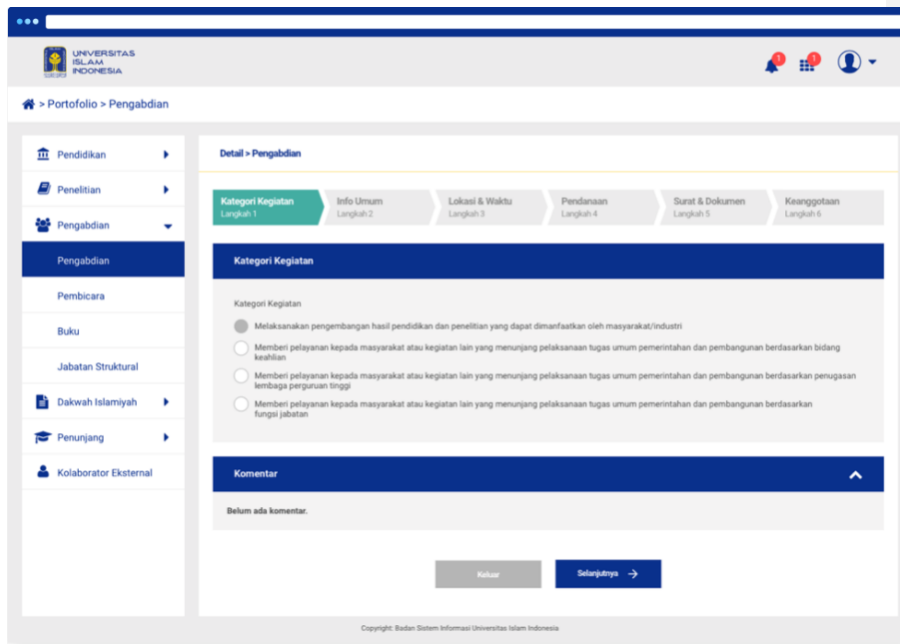 UNIVERSITAS
ISLAM
INDONESIA
1
1
> Portofolio > Pengabdian
Pendidikan
Penelitian
Pengabdian
Pengabdian
Pembicara
Buku
Jabatan Struktural
Dakwah Islamiyah
Penunjang
Kolaborator Eksternal
Detail > Pengabdian
Kategori Kegiatan
Langkah 1
Info Umum
Langkah 2
Lokasi & Waktu
Langkah 3
Pendanaan
Langkah 4
Surat & Dokumen
Langkah 5
Keanggotaan
Langkah 6
Kategori Kegiatan
Kategori Kegiatan
Melaksanakan pengembangan hasil pendidikan dan penelitian yang dapat dimanfaatkan oleh masyarakat/industri
Memberi pelayanan kepada masyarakat atau kegiatan lain yang menunjang pelaksanaan tugas umum pemerintahan dan pembangunan berdasarkan bidang
keahlian
Memberi pelayanan kepada masyarakat atau kegiatan lain yang menunjang pelaksanaan tugas umum pemerintahan dan pembangunan berdasarkan penugasan
lembaga perguruan tinggi
Memberi pelayanan kepada masyarakat atau kegiatan lain yang menunjang pelaksanaan tugas umum pemerintahan dan pembangunan berdasarkan
fungsi jabatan
Komentar
Belum ada komentar.
Keluar
Selanjutnya →
Copyright: Badan Sistem Informasi Universitas Islam Indonesia